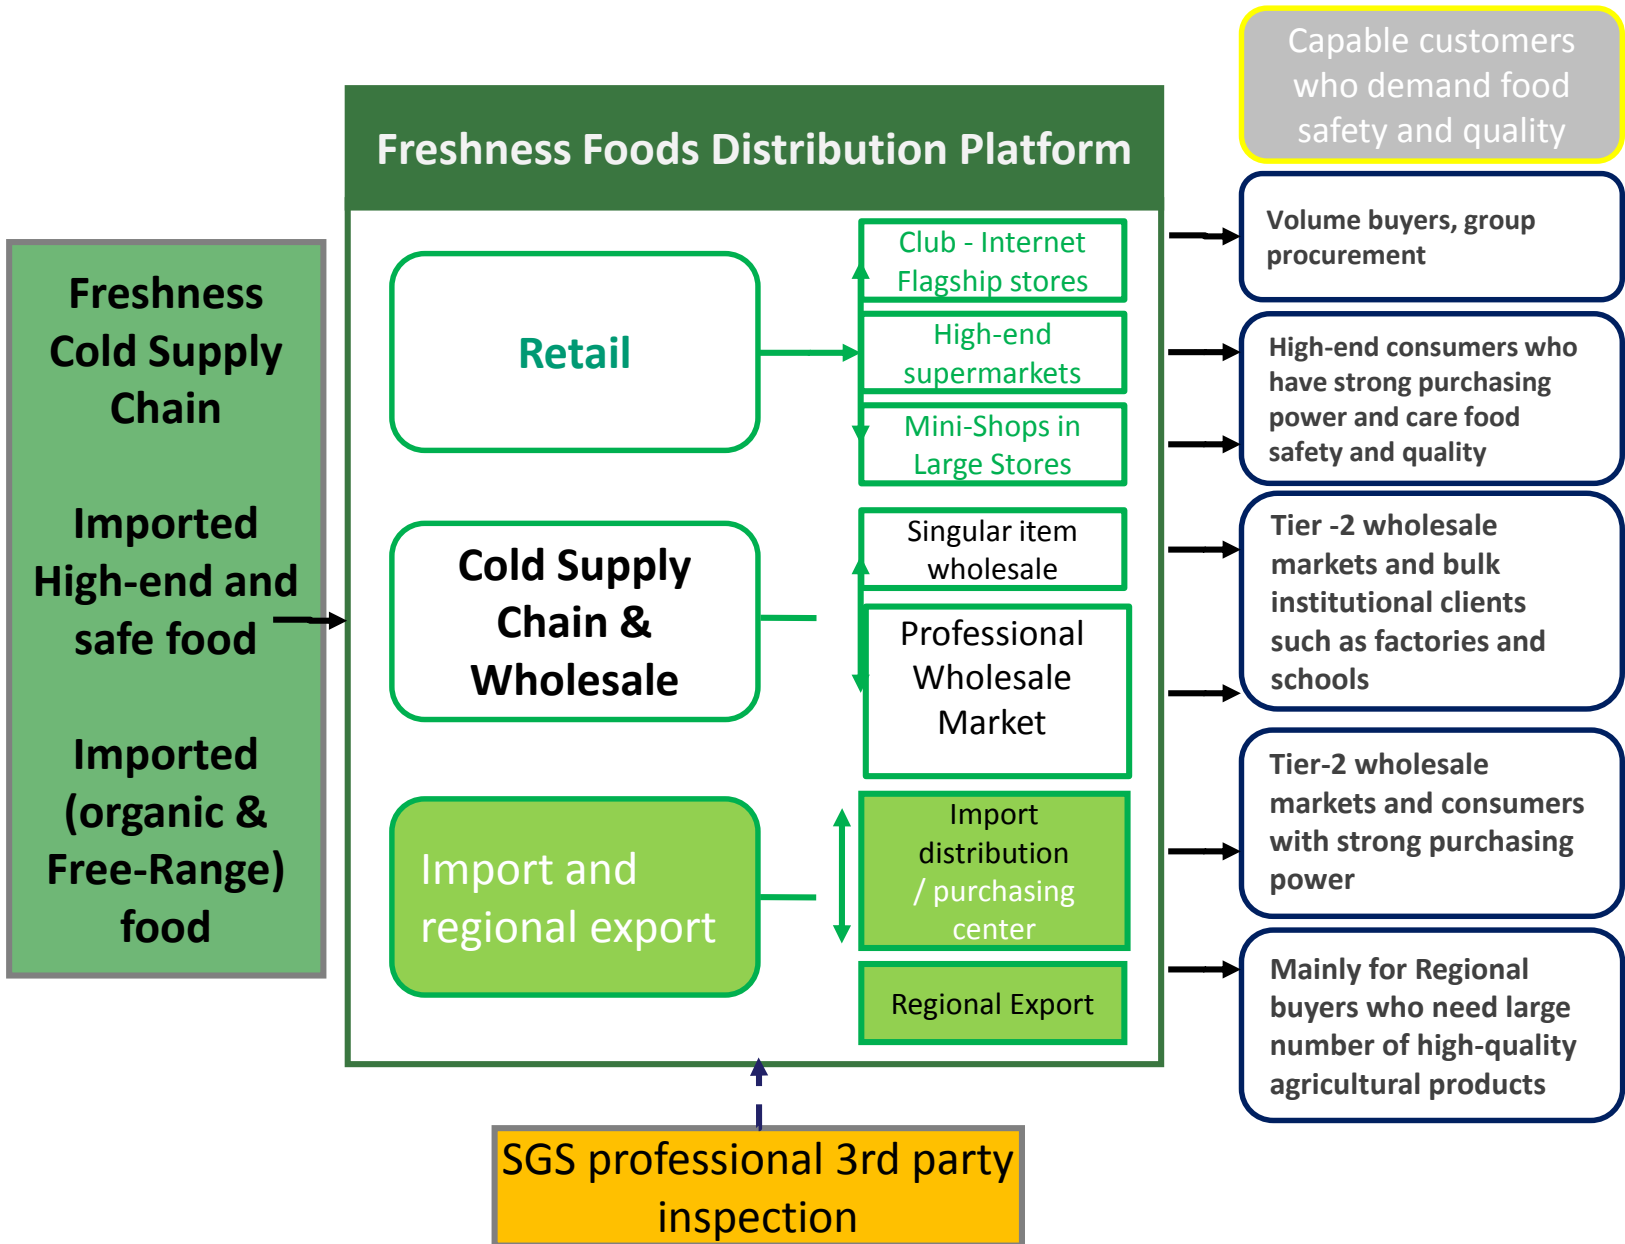 Capable customers
who demand food
safety and quality
Freshness Foods Distribution Platform
Freshness
Cold Supply
Chain
Imported
High-end and
safe food
Imported
(organic &
Free-Range)
food
Retail
Club - Internet
Flagship stores
High-end
supermarkets
Mini-Shops in
Large Stores
Cold Supply
Chain &
Wholesale
Singular item
wholesale
Professional
Wholesale
Market
Import and
regional export
Import
distribution
/ purchasing
center
Regional Export
Volume buyers, group
procurement
High-end consumers who
have strong purchasing
power and care food
safety and quality
Tier -2 wholesale
markets and bulk
institutional clients
such as factories and
schools
Tier-2 wholesale
markets and consumers
with strong purchasing
power
Mainly for Regional
buyers who need large
number of high-quality
agricultural products
SGS professional 3rd party
inspection